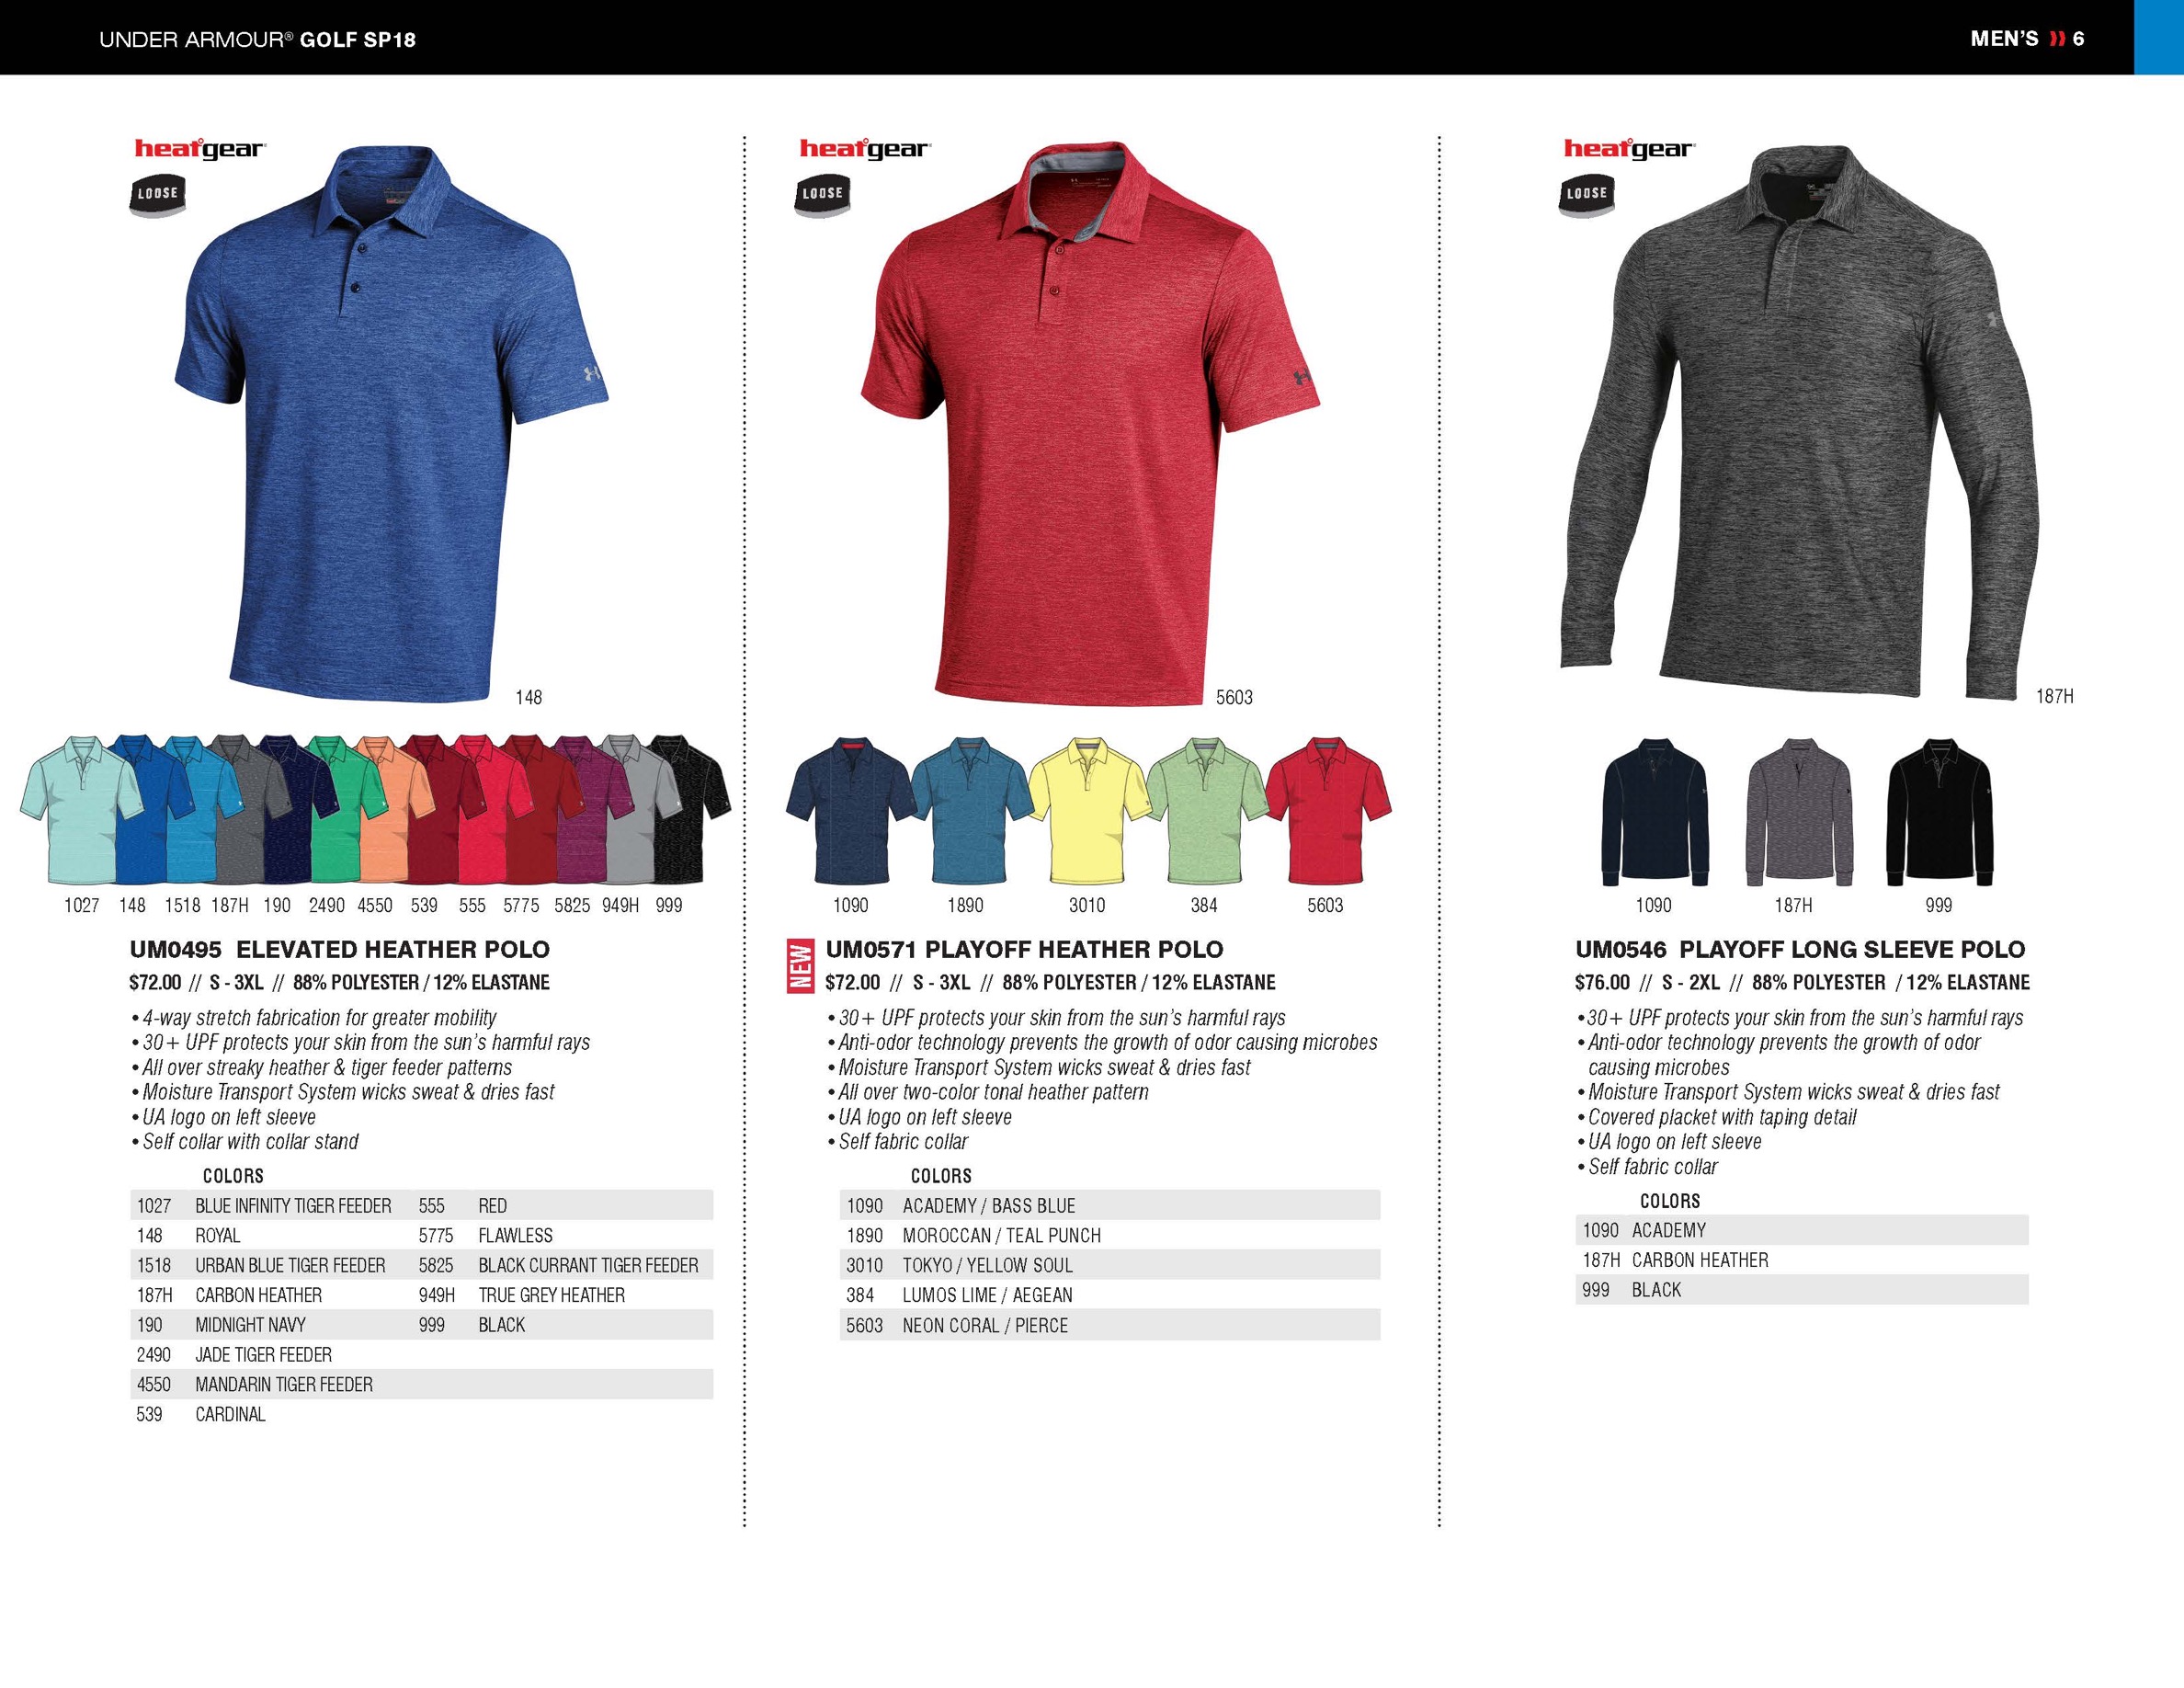 UNDER ARMOUR® GOLF SP18
MEN'S 6
heatgear
LOOSE
148
1027 148 1518 187H 190 2490 4550 539 555 5775 5825 949H 999
UM0495 ELEVATED HEATHER POLO
$72.00 // S - 3XL // 88% POLYESTER / 12% ELASTANE
• 4-way stretch fabrication for greater mobility
• 30+ UPF protects your skin from the sun's harmful rays
• All over streaky heather & tiger feeder patterns
• Moisture Transport System wicks sweat & dries fast
• UA logo on left sleeve
• Self collar with collar stand
COLORS
1027 BLUE INFINITY TIGER FEEDER 555 RED
148 ROYAL 5775 FLAWLESS
1518 URBAN BLUE TIGER FEEDER 5825 BLACK CURRANT TIGER FEEDER
187H CARBON HEATHER 949H TRUE GREY HEATHER
190 MIDNIGHT NAVY 999 BLACK
2490 JADE TIGER FEEDER
4550 MANDARIN TIGER FEEDER
539 CARDINAL
heatgear
LOOSE
5603
1090 1890 3010 384 5603
NEW
UM0571 PLAYOFF HEATHER POLO
$72.00 // S - 3XL // 88% POLYESTER / 12% ELASTANE
• 30+ UPF protects your skin from the sun's harmful rays
• Anti-odor technology prevents the growth of odor causing microbes
• Moisture Transport System wicks sweat & dries fast
• All over two-color tonal heather pattern
• UA logo on left sleeve
• Self fabric collar
COLORS
1090 ACADEMY / BASS BLUE
1890 MOROCCAN / TEAL PUNCH
3010 TOKYO / YELLOW SOUL
384 LUMOS LIME / AEGEAN
5603 NEON CORAL / PIERCE
heatgear
LOOSE
187H
1090 187H 999
UM0546 PLAYOFF LONG SLEEVE POLO
$76.00 // S - 2XL // 88% POLYESTER / 12% ELASTANE
• 30+ UPF protects your skin from the sun's harmful rays
• Anti-odor technology prevents the growth of odor
causing microbes
• Moisture Transport System wicks sweat & dries fast
• Covered placket with taping detail
• UA logo on left sleeve
• Self fabric collar
COLORS
1090 ACADEMY
187H CARBON HEATHER
999 BLACK